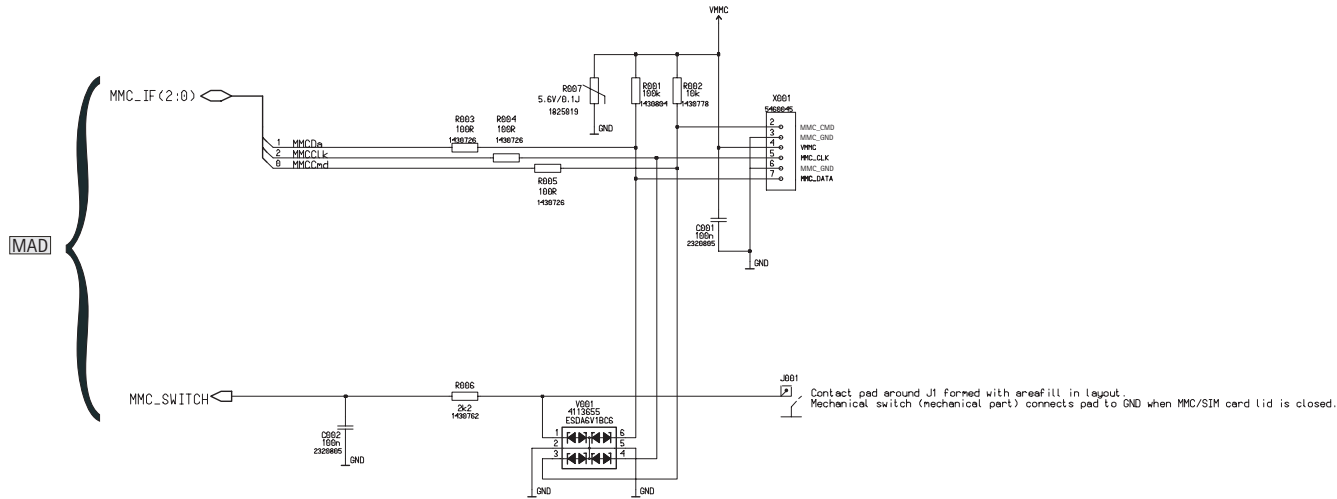 VMMC
MMC_IF(2:0)
R007
5.6V/0.1J
1825019
R001
100k
1430804
R002
10k
1430778
X001
5460045
GND
R003
100R
1430726
R004
100R
1430726
1 MMCDa
2 MMCClk
0 MMCCmd
R005
100R
1430726
2 MMC_CMD
3 MMC_GND
4 VMMC
5 MMC_CLK
6 MMC_GND
7 MMC_DATA
C001
100n
2320805
GND
MAD
MMC_SWITCH
R006
2k2
1430762
J001
Contact pad around J1 formed with areafill in layout.
Mechanical switch (mechanical part) connects pad to GND when MMC/SIM card lid is closed.
V001
4113655
ESDA6V1BC6
1 6
2 5
3 4
C002
100n
2320805
GND
GND
GND